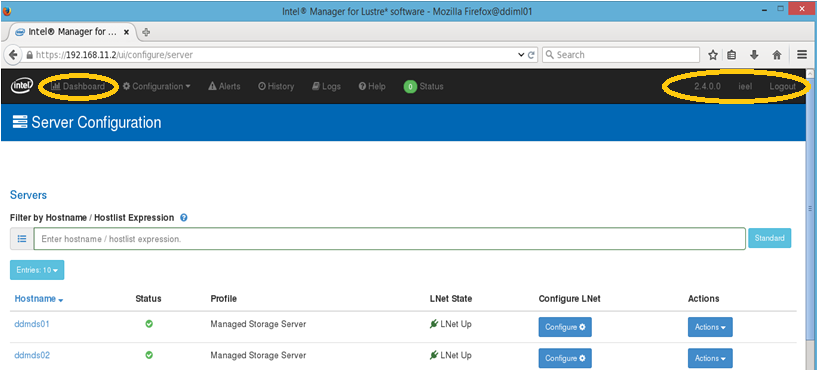 Intel® Manager for Lustre* software - Mozilla Firefox@ddiml01
Intel® Manager for ...
https://192.168.11.2/ui/configure/server
Search
intel Dashboard Configuration Alerts History Logs Help 0 Status 2.4.0.0 ieel Logout
Server Configuration
Servers
Filter by Hostname / Hostlist Expression ?
Enter hostname / hostlist expression. Standard
Entries: 10
Hostname Status Profile LNet State Configure LNet Actions
ddmds01 Managed Storage Server LNet Up Configure Actions
ddmds02 Managed Storage Server LNet Up Configure Actions